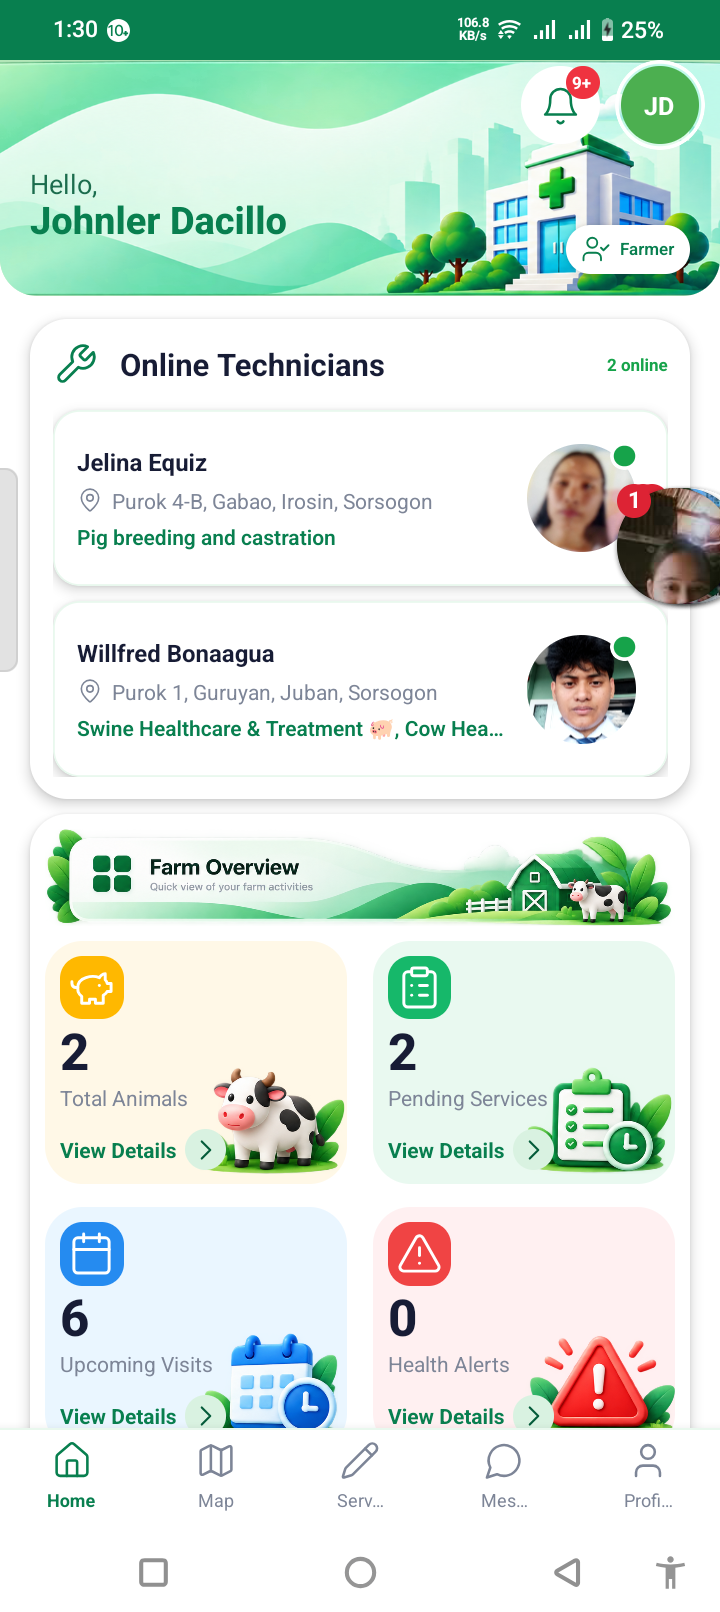 1:30
10
106.8
KB/s
25%
9+
JD
Hello,
Johnler Dacillo
Farmer
Online Technicians
2 online
Jelina Equiz
Purok 4-B, Gabao, Irosin, Sorsogon
Pig breeding and castration
1
Willfred Bonaagua
Purok 1, Guruyan, Juban, Sorsogon
Swine Healthcare & Treatment 🐖, Cow Hea...
Farm Overview
Quick view of your farm activities
2
Total Animals
View Details
2
Pending Services
View Details
6
Upcoming Visits
View Details
0
Health Alerts
View Details
Home
Map
Serv...
Mes...
Profi...